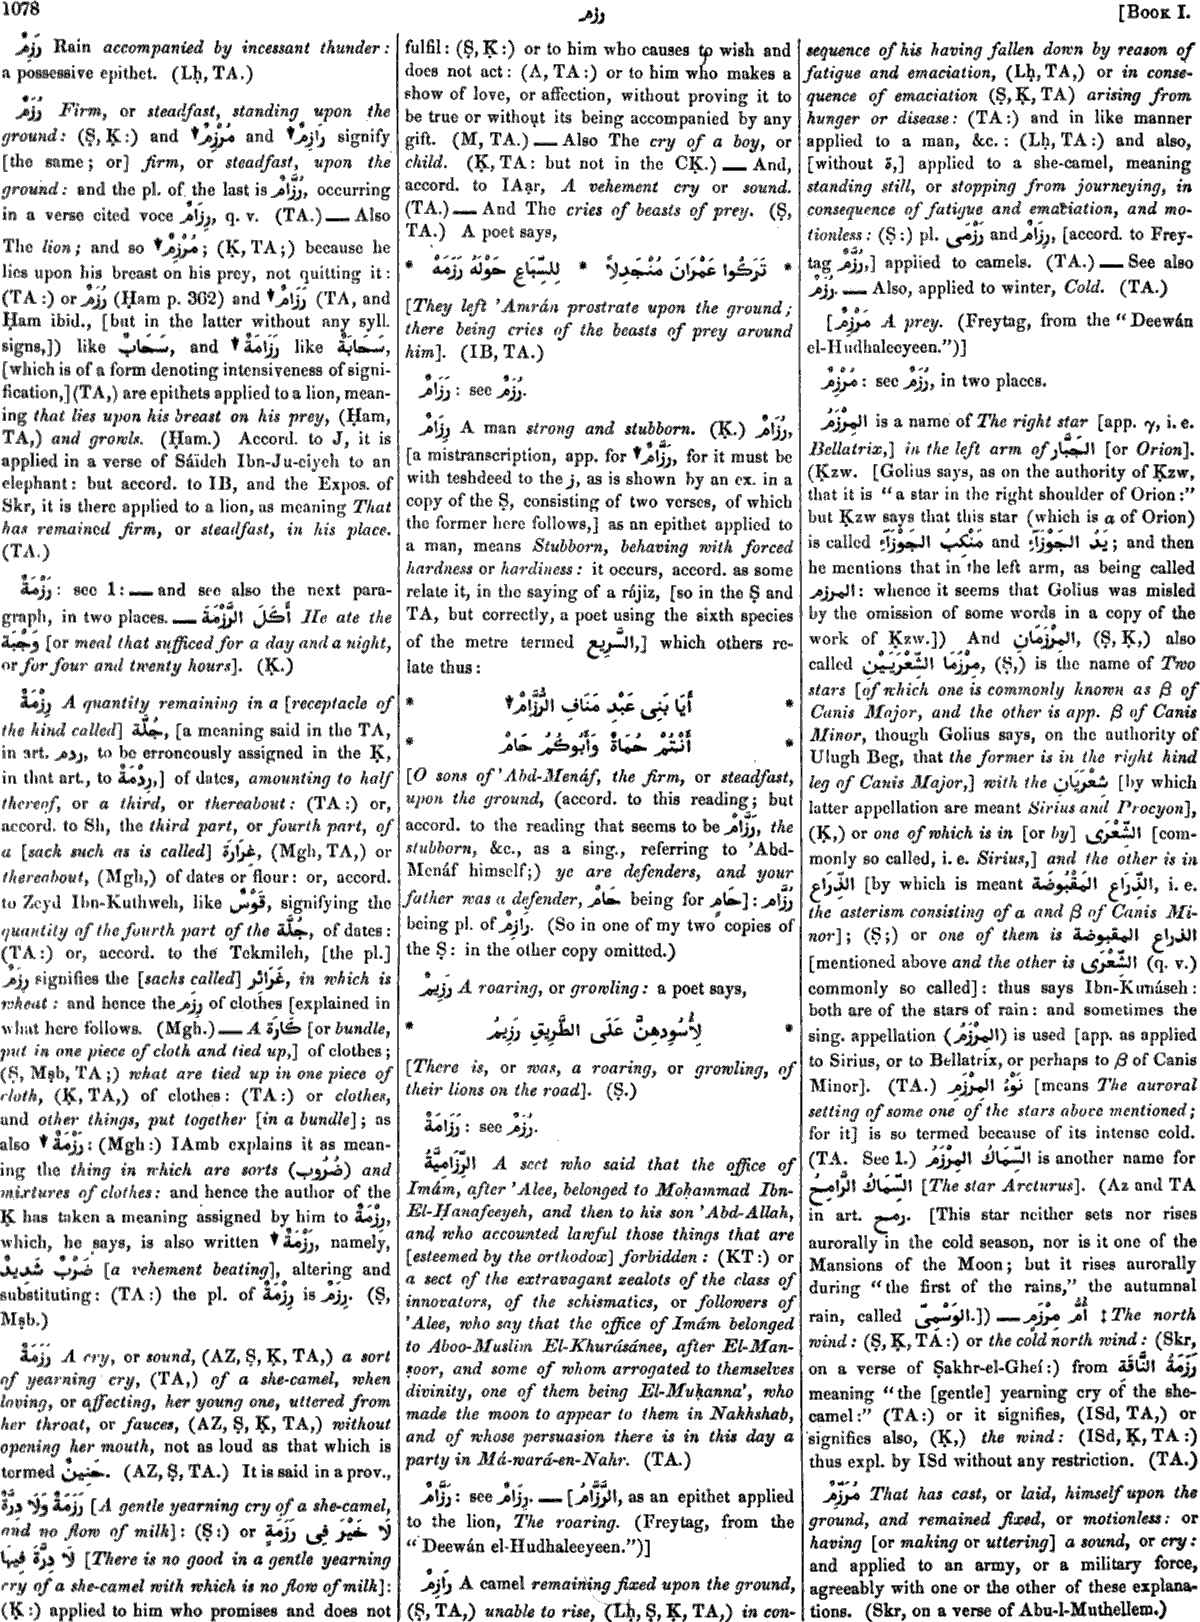 1078
رزم
[BOOK I.
رَزِمٌ Rain accompanied by incessant thunder:
a possessive epithet. (Lḥ, TA.)
رُزَمٌ Firm, or steadfast, standing upon the
ground: (Ṣ, Ḳ:) and مُرْزِمٌ and رَازِمٌ signify
[the same; or] firm, or steadfast, upon the
ground: and the pl. of the last is رُزَّامٌ, occurring
in a verse cited voce رِزَامٌ, q. v. (TA.) — Also
The lion; and so مُرْزِمٌ; (Ḳ, TA;) because he
lies upon his breast on his prey, not quitting it:
(TA:) or رُزَمٌ (Ḥam p. 362) and رَزَامٌ (TA, and
Ḥam ibid., [but in the latter without any syll.
signs,]) like سَحَابٌ, and رَزَامَةٌ like سَحَابَةٌ,
[which is of a form denoting intensiveness of signi-
fication,] (TA,) are epithets applied to a lion, mean-
ing that lies upon his breast on his prey, (Ḥam,
TA,) and growls. (Ḥam.) Accord. to J, it is
applied in a verse of Sáïdeh Ibn-Ju-eiyeh to an
elephant: but accord. to IB, and the Expos. of
Skr, it is there applied to a lion, as meaning That
has remained firm, or steadfast, in his place.
(TA.)
رَزْمَةٌ: see 1: — and see also the next para-
graph, in two places. — أَكَلَ الرَّزْمَةَ He ate the
وَجْبَة [or meal that sufficed for a day and a night,
or for four and twenty hours]. (Ḳ.)
رِزْمَةٌ A quantity remaining in a [receptacle of
the kind called] جُلَّة, [a meaning said in the TA,
in art. ردم, to be erroneously assigned in the Ḳ,
in that art., to رِدْمَةٌ,] of dates, amounting to half
thereof, or a third, or thereabout: (TA:) or,
accord. to Sh, the third part, or fourth part, of
a [sack such as is called] غِرَارَة, (Mgh, TA,) or
thereabout, (Mgh,) of dates or flour: or, accord.
to Zeyd Ibn-Kuthweh, like قَوْسٌ, signifying the
quantity of the fourth part of the جُلَّة, of dates:
(TA:) or, accord. to the Tekmileh, [the pl.]
رِزَمٌ signifies the [sacks called] غَرَائِر, in which is
wheat: and hence the رِزَم of clothes [explained in
what here follows. (Mgh.) — A كَارَة [or bundle,
put in one piece of cloth and tied up,] of clothes;
(Ṣ, Mṣb, TA;) what are tied up in one piece of
cloth, (Ḳ, TA,) of clothes: (TA:) or clothes,
and other things, put together [in a bundle]; as
also رَزْمَةٌ: (Mgh:) IAmb explains it as mean-
ing the thing in which are sorts (ضُرُوب) and
mixtures of clothes: and hence the author of the
Ḳ has taken a meaning assigned by him to رِزْمَةٌ,
which, he says, is also written رَزْمَةٌ, namely,
ضَرْبٌ شَدِيدٌ [a vehement beating], altering and
substituting: (TA:) the pl. of رِزْمَةٌ is رِزَمٌ. (Ṣ,
Mṣb.)
رَزَمَةٌ A cry, or sound, (AZ, Ṣ, Ḳ, TA,) a sort
of yearning cry, (TA,) of a she-camel, when
loving, or affecting, her young one, uttered from
her throat, or fauces, (AZ, Ṣ, Ḳ, TA,) without
opening her mouth, not as loud as that which is
termed حَنِينٌ. (AZ, Ṣ, TA.) It is said in a prov.,
رَزَمَةٌ وَلَا دِرَّةٌ [A gentle yearning cry of a she-camel,
and no flow of milk]: (Ṣ:) or لَا خَيْرَ فِى رَزَمَةٍ
لَا دِرَّةَ فِيهَا [There is no good in a gentle yearning
cry of a she-camel with which is no flow of milk]:
(Ḳ:) applied to him who promises and does not
fulfil: (Ṣ, Ḳ:) or to him who causes to wish and
does not act: (A, TA:) or to him who makes a
show of love, or affection, without proving it to
be true or without its being accompanied by any
gift. (M, TA.) — Also The cry of a boy, or
child. (Ḳ, TA: but not in the CḲ.) — And,
accord. to IAạr, A vehement cry or sound.
(TA.) — And The cries of beasts of prey. (Ṣ,
TA.) A poet says,
* تَرَكُوا عَمْرَانَ مُنْجَدِلًا * لِلسِّبَاعِ حَوْلَهُ رَزَمَهْ *
[They left 'Amrán prostrate upon the ground;
there being cries of the beasts of prey around
him]. (IB, TA.)
رَزَامٌ: see رُزَمٌ.
رِزَامٌ A man strong and stubborn. (Ḳ.) رُزَامٌ,
[a mistranscription, app. for رُزَّامٌ, for it must be
with teshdeed to the ز, as is shown by an ex. in a
copy of the Ṣ, consisting of two verses, of which
the former here follows,] as an epithet applied to
a man, means Stubborn, behaving with forced
hardness or hardiness: it occurs, accord. as some
relate it, in the saying of a rájiz, [so in the Ṣ and
TA, but correctly, a poet using the sixth species
of the metre termed السَّرِيع,] which others re-
late thus:
* أَيَا بَنِى عَبْدِ مَنَافِ الرُّزَّامْ *
* أَنْتُمْ حُمَاةٌ وَأَبُوكُمْ حَامْ *
[O sons of 'Abd-Menáf, the firm, or steadfast,
upon the ground, (accord. to this reading; but
accord. to the reading that seems to be رُزَّامٌ, the
stubborn, &c., as a sing., referring to 'Abd-
Menáf himself;) ye are defenders, and your
father was a defender, حَامْ being for حَامٍ]: رُزَّام
being pl. of رَازِمٌ. (So in one of my two copies of
the Ṣ: in the other copy omitted.)
رَزِيمٌ A roaring, or growling: a poet says,
* لِأُسُودِهِنَّ عَلَى الطَّرِيقِ رَزِيمُ *
[There is, or was, a roaring, or growling, of
their lions on the road]. (Ṣ.)
رَزَامَةٌ: see رُزَمٌ.
الرِّزَامِيَّةُ A sect who said that the office of
Imám, after 'Alee, belonged to Moḥammad Ibn-
El-Ḥanafeeyeh, and then to his son 'Abd-Allah,
and who accounted lawful those things that are
[esteemed by the orthodox] forbidden: (KT:) or
a sect of the extravagant zealots of the class of
innovators, of the schismatics, or followers of
'Alee, who say that the office of Imám belonged
to Aboo-Muslim El-Khurásánee, after El-Man-
ṣoor, and some of whom arrogated to themselves
divinity, one of them being El-Muḳanna', who
made the moon to appear to them in Nakhshab,
and of whose persuasion there is in this day a
party in Má-wará-en-Nahr. (TA.)
رُزَّامٌ: see رِزَامٌ. — [الرَّزَّامُ, as an epithet applied
to the lion, The roaring. (Freytag, from the
"Deewán el-Hudhaleeyeen.")]
رَازِمٌ A camel remaining fixed upon the ground,
(Ṣ, TA,) unable to rise, (Lḥ, Ṣ, Ḳ, TA,) in con-
sequence of his having fallen down by reason of
fatigue and emaciation, (Lḥ, TA,) or in conse-
quence of emaciation (Ṣ, Ḳ, TA) arising from
hunger or disease: (TA:) and in like manner
applied to a man, &c.: (Lḥ, TA:) and also,
[without ة,] applied to a she-camel, meaning
standing still, or stopping from journeying, in
consequence of fatigue and emaciation, and mo-
tionless: (Ṣ:) pl. رَزْمَى and رِزَامٌ, [accord. to Frey-
tag رُزَّمٌ,] applied to camels. (TA.) — See also
رُزَمٌ. — Also, applied to winter, Cold. (TA.)
[مَرْزِمٌ A prey. (Freytag, from the "Deewán
el-Hudhaleeyeen.")]
مُرْزِمٌ: see رُزَمٌ, in two places.
المِرْزَمُ is a name of The right star [app. γ, i. e.
Bellatrix,] in the left arm of الجَبَّار [or Orion].
(Ḳzw. [Golius says, as on the authority of Ḳzw,
that it is "a star in the right shoulder of Orion:"
but Ḳzw says that this star (which is α of Orion)
is called مَنْكِبُ الجَوْزَآءِ and يَدُ الجَوْزَآءِ; and then
he mentions that in the left arm, as being called
المرزم: whence it seems that Golius was misled
by the omission of some words in a copy of the
work of Ḳzw.]) And المِرْزَمَانِ, (Ṣ, Ḳ,) also
called مِرْزَمَا الشِّعْرَيَيْنِ, (Ṣ,) is the name of Two
stars [of which one is commonly known as β of
Canis Major, and the other is app. β of Canis
Minor, though Golius says, on the authority of
Ulugh Beg, that the former is in the right hind
leg of Canis Major,] with the شِعْرَيَانِ [by which
latter appellation are meant Sirius and Procyon],
(Ḳ,) or one of which is in [or by] الشِّعْرَى [com-
monly so called, i. e. Sirius,] and the other is in
الذِّرَاع [by which is meant الذِّرَاع المَقْبُوضَة, i. e.
the asterism consisting of α and β of Canis Mi-
nor]; (Ṣ;) or one of them is الذراع المقبوضة
[mentioned above and the other is الشِّعْرَى (q. v.)
commonly so called]: thus says Ibn-Kunáseh:
both are of the stars of rain: and sometimes the
sing. appellation (المِرْزَمُ) is used [app. as applied
to Sirius, or to Bellatrix, or perhaps to β of Canis
Minor]. (TA.) نَوْءُ المِرْزَمِ [means The auroral
setting of some one of the stars above mentioned;
for it] is so termed because of its intense cold.
(TA. See 1.) السِّمَاكُ المِرْزَمُ is another name for
السِّمَاكُ الرَّامِحُ [The star Arcturus]. (Az and TA
in art. رمح. [This star neither sets nor rises
aurorally in the cold season, nor is it one of the
Mansions of the Moon; but it rises aurorally
during "the first of the rains," the autumnal
rain, called الوَسْمِىّ.]) — أُمُّ مِرْزَمٍ ‡ The north
wind: (Ṣ, Ḳ, TA:) or the cold north wind: (Skr,
on a verse of Ṣakhr-el-Gheí:) from رَزَمَةُ النَّاقَةِ
meaning "the [gentle] yearning cry of the she-
camel:" (TA:) or it signifies, (ISd, TA,) or
signifies also, (Ḳ,) the wind: (ISd, Ḳ, TA:)
thus expl. by ISd without any restriction. (TA.)
مُرَزِّمٌ That has cast, or laid, himself upon the
ground, and remained fixed, or motionless: or
having [or making or uttering] a sound, or cry:
and applied to an army, or a military force,
agreeably with one or the other of these explana-
tions. (Skr, on a verse of Abu-l-Muthellem.)